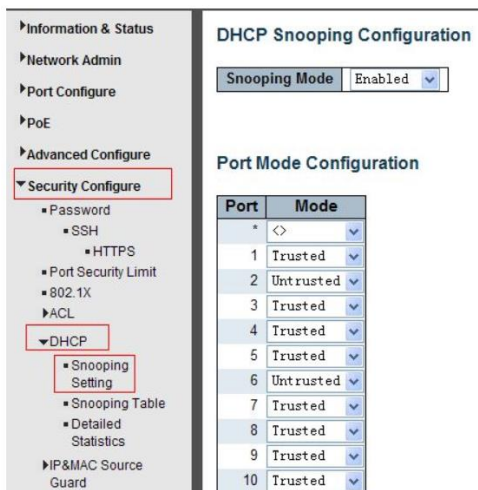 Information & Status
Network Admin
Port Configure
PoE
Advanced Configure
Security Configure
Password
SSH
HTTPS
Port Security Limit
802.1X
ACL
DHCP
Snooping
Setting
Snooping Table
Detailed
Statistics
IP&MAC Source
Guard
DHCP Snooping Configuration
Snooping Mode Enabled
Port Mode Configuration
Port Mode
* <>
1 Trusted
2 Untrusted
3 Trusted
4 Trusted
5 Trusted
6 Untrusted
7 Trusted
8 Trusted
9 Trusted
10 Trusted